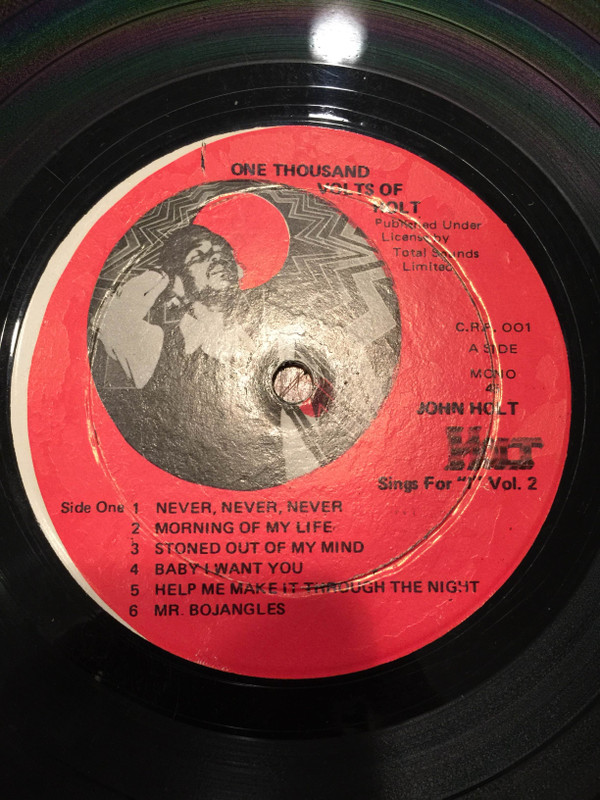 ONE THOUSAND
VOLTS OF
HOLT
Published Under
License by
Total Sounds
Limited
C.R.P. 001
A SIDE
MONO
JOHN HOLT
HOLT
Sings For "I" Vol. 2
Side One 1 NEVER, NEVER, NEVER
2 MORNING OF MY LIFE
3 STONED OUT OF MY MIND
4 BABY I WANT YOU
5 HELP ME MAKE IT THROUGH THE NIGHT
6 MR. BOJANGLES